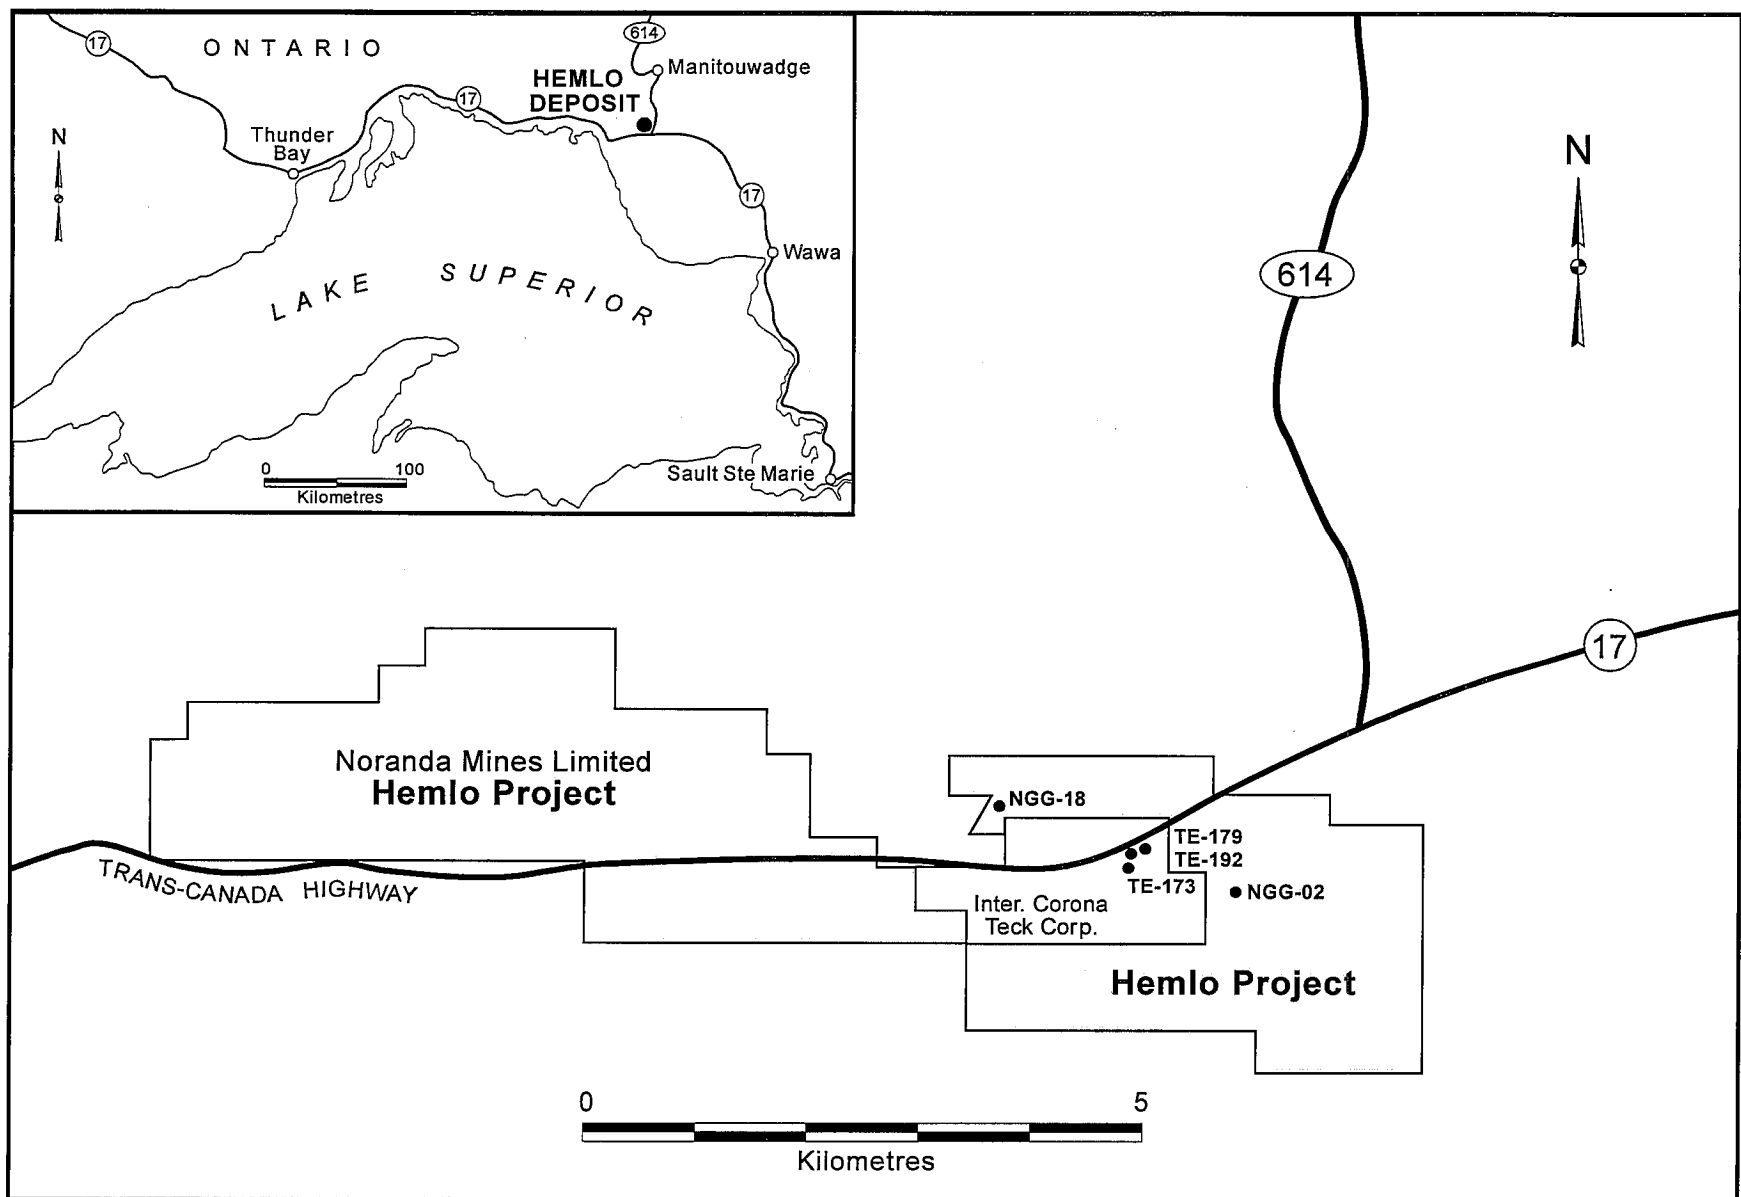 17
ONTARIO
614
Manitouwadge
HEMLO
DEPOSIT
17
N
Thunder
Bay
17
Wawa
LAKE SUPERIOR
0 100
Kilometres
Sault Ste Marie
N
614
17
Noranda Mines Limited
Hemlo Project
NGG-18
TE-179
TE-192
TE-173
NGG-02
TRANS-CANADA HIGHWAY
Inter. Corona
Teck Corp.
Hemlo Project
0 5
Kilometres